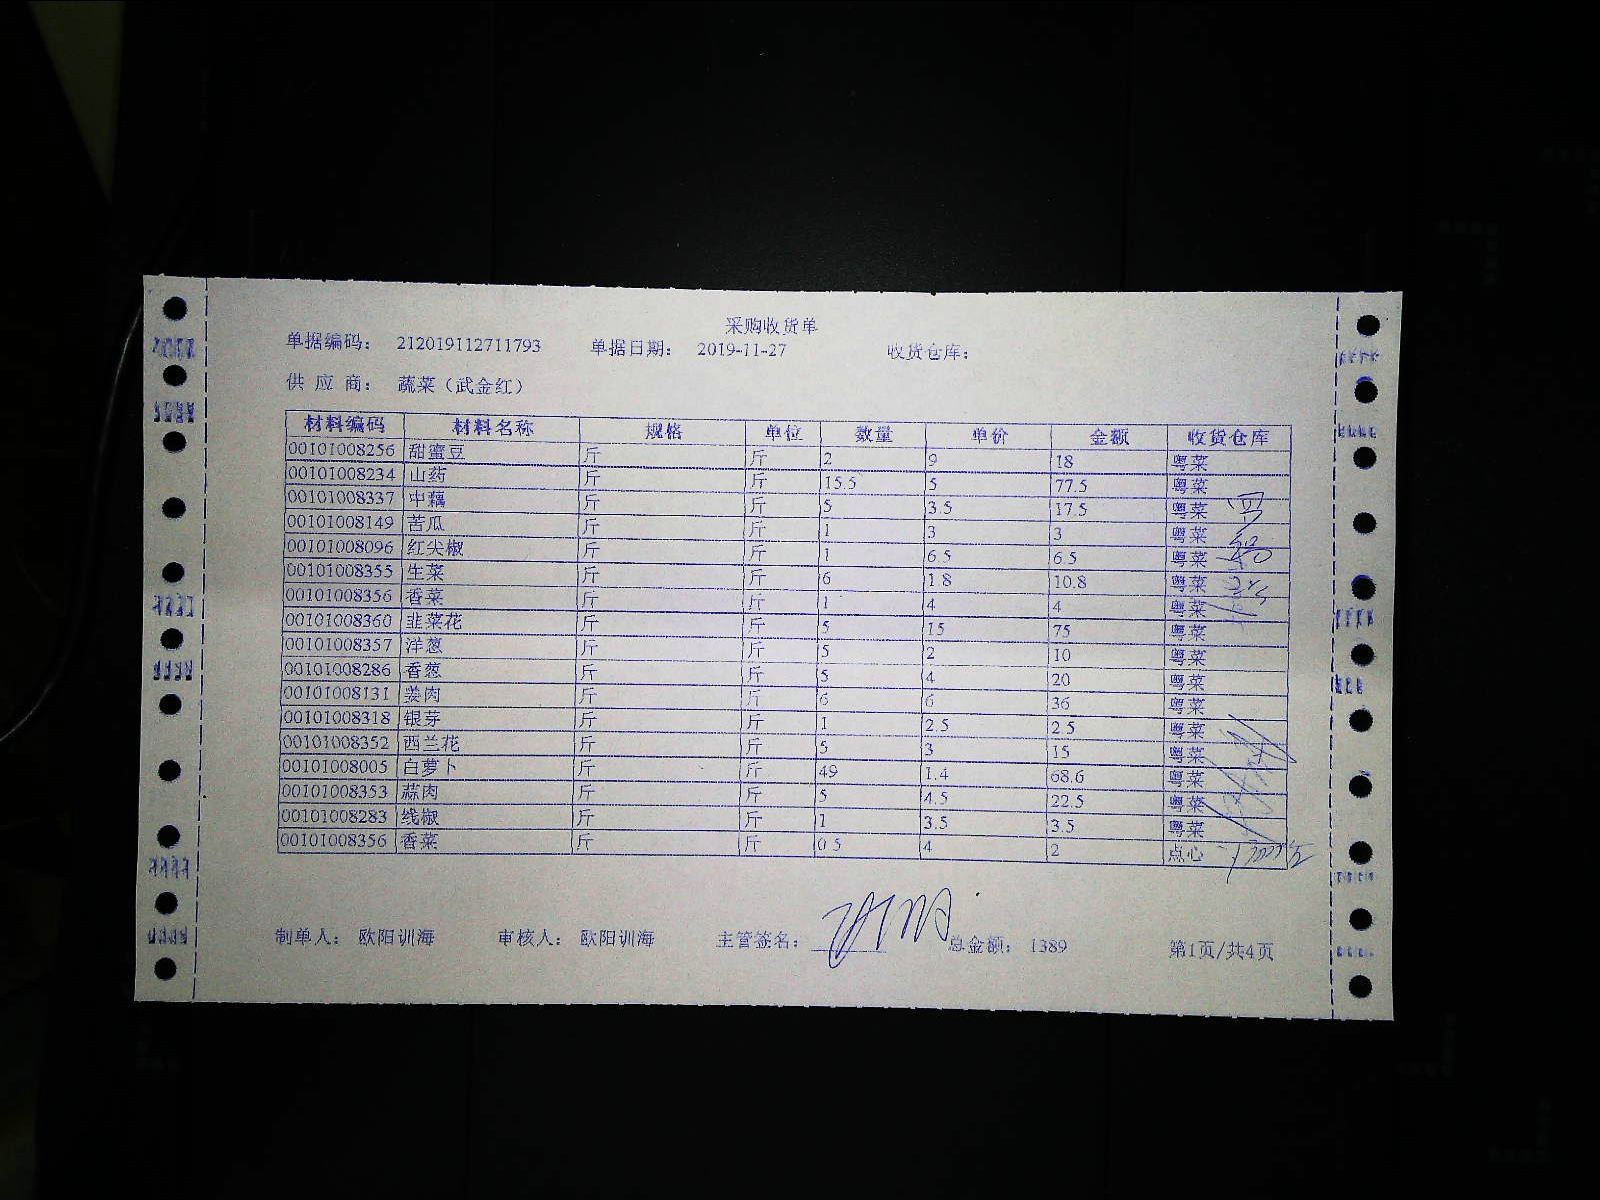 采购收货单
单据编码： 212019112711793 单据日期： 2019-11-27 收货仓库：
供 应 商： 蔬菜（武金红）
材料编码 材料名称 规格 单位 数量 单价 金额 收货仓库
00101008256 甜蜜豆 斤 斤 2 9 18 粤菜
00101008234 山药 斤 斤 15.5 5 77.5 粤菜
00101008337 中藕 斤 斤 5 3.5 17.5 粤菜
00101008149 苦瓜 斤 斤 1 3 3 粤菜
00101008096 红尖椒 斤 斤 1 6.5 6.5 粤菜
00101008355 生菜 斤 斤 6 1.8 10.8 粤菜
00101008356 香菜 斤 斤 1 4 4 粤菜
00101008360 韭菜花 斤 斤 5 15 75 粤菜
00101008357 洋葱 斤 斤 5 2 10 粤菜
00101008286 香葱 斤 斤 5 4 20 粤菜
00101008131 姜肉 斤 斤 6 6 36 粤菜
00101008318 银芽 斤 斤 1 2.5 2.5 粤菜
00101008352 西兰花 斤 斤 5 3 15 粤菜
00101008005 白萝卜 斤 斤 49 1.4 68.6 粤菜
00101008353 蒜肉 斤 斤 5 4.5 22.5 粤菜
00101008283 线椒 斤 斤 1 3.5 3.5 粤菜
00101008356 香菜 斤 斤 0.5 4 2 点心
制单人： 欧阳训海 审核人： 欧阳训海 主管签名： 总金额： 1389 第1页/共4页